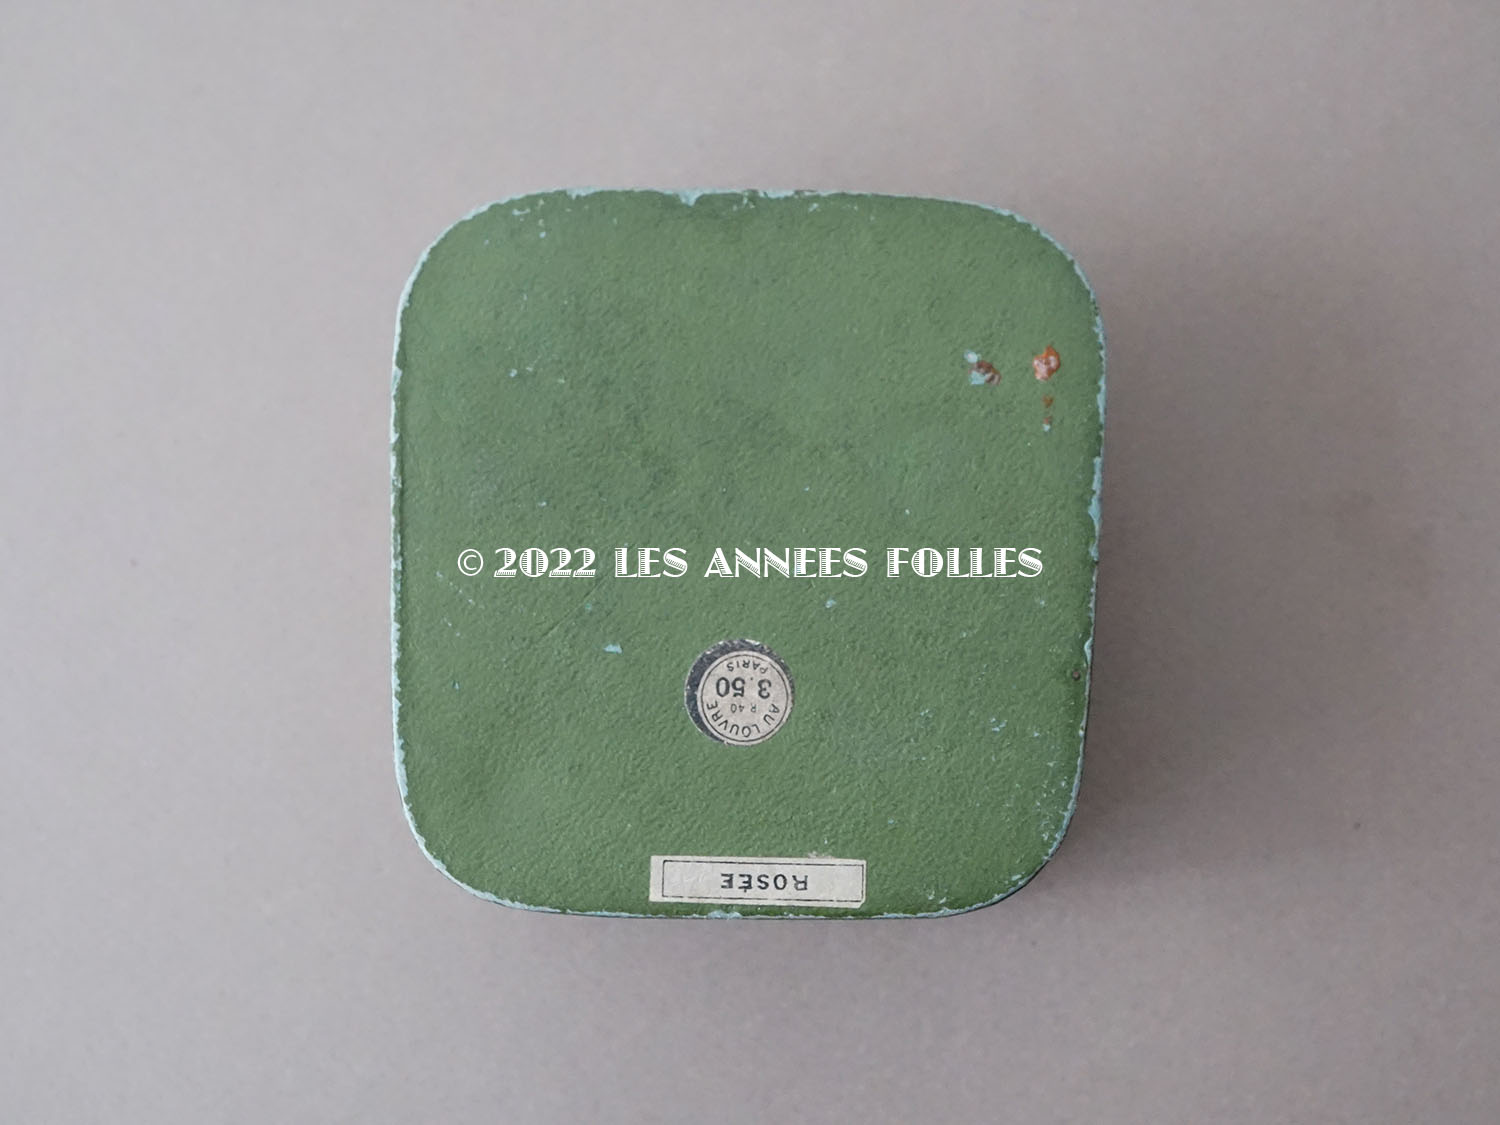 © 2022 LES ANNEES FOLLES
AU LOUVRE
R 40
3.50
PARIS
ROSÉE